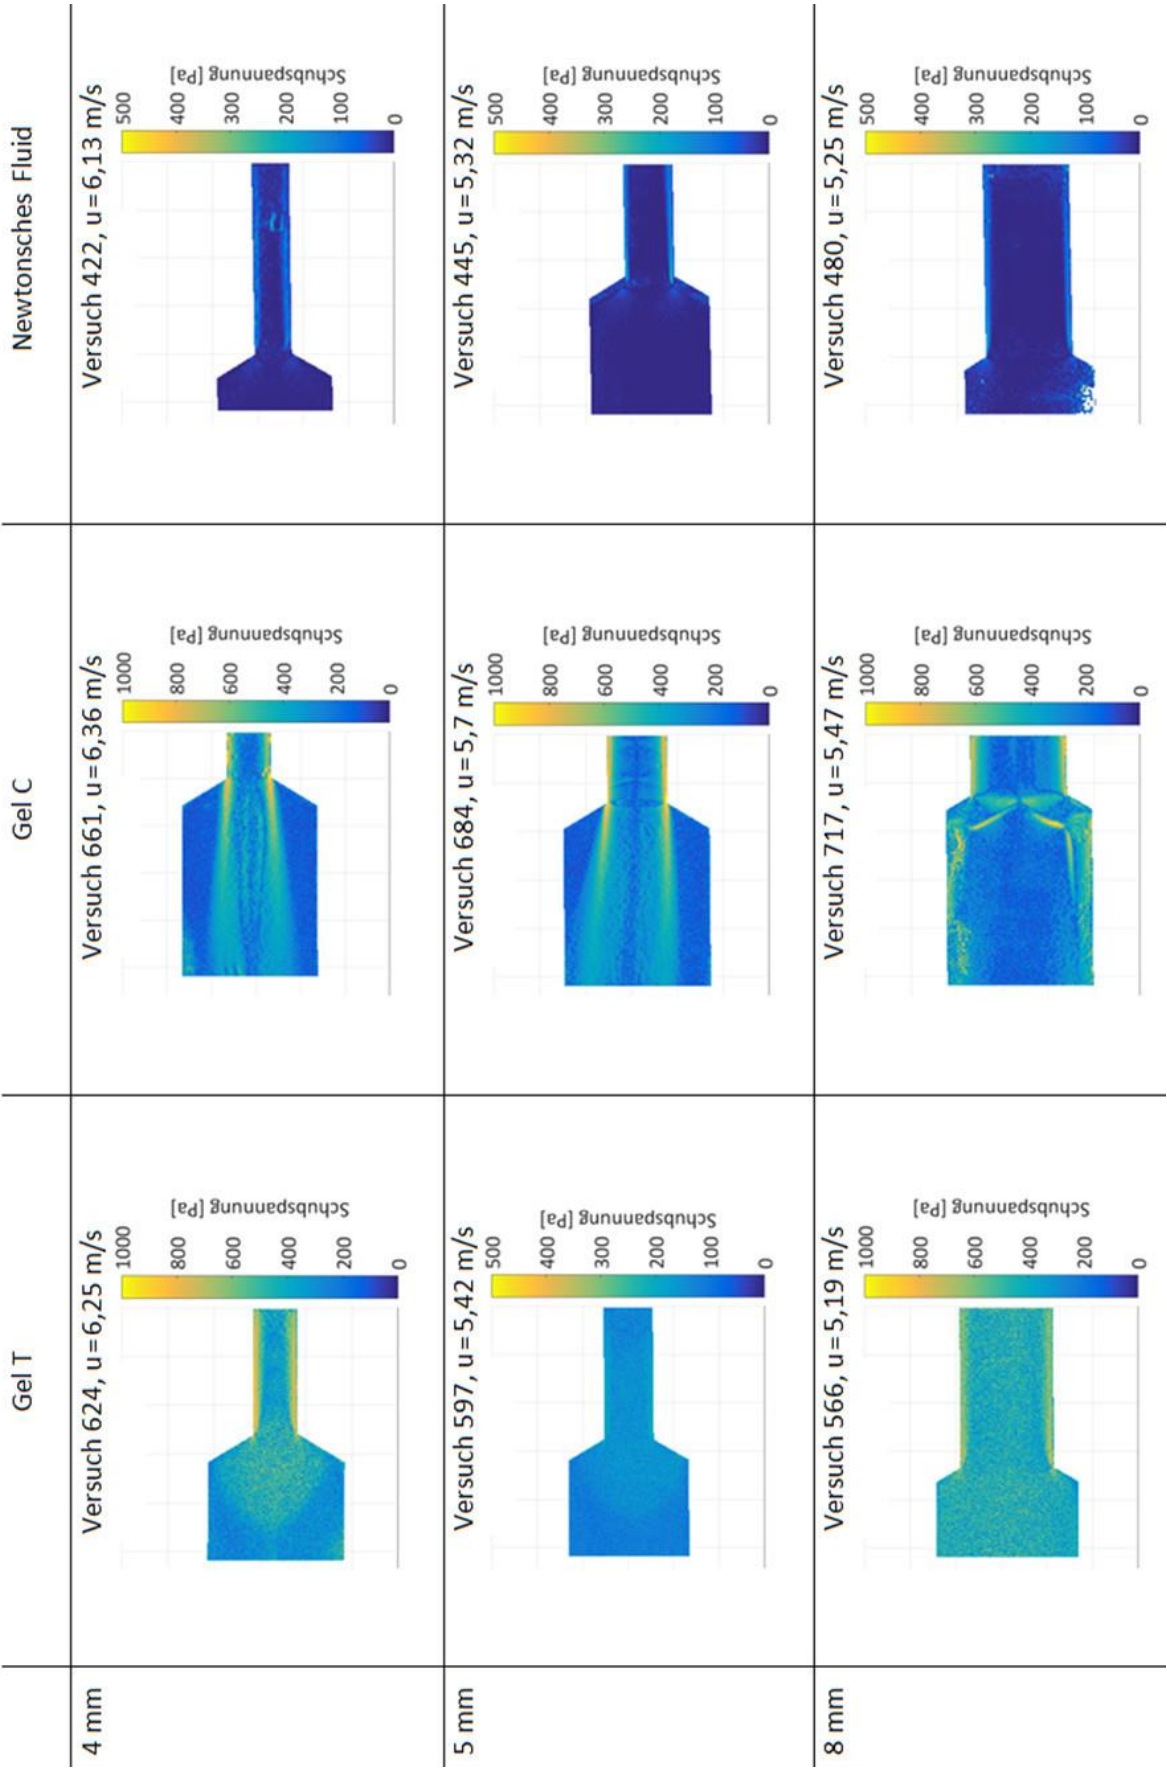 Gel T
Gel C
Newtonsches Fluid
4 mm
Versuch 624, u=6,25 m/s
1000
800
600
400
200
0
Schubspannung [Pa]
Versuch 661, u=6,36 m/s
1000
800
600
400
200
0
Schubspannung [Pa]
Versuch 422, u=6,13 m/s
500
400
300
200
100
0
Schubspannung [Pa]
5 mm
Versuch 597, u=5,42 m/s
500
400
300
200
100
0
Schubspannung [Pa]
Versuch 684, u=5,7 m/s
1000
800
600
400
200
0
Schubspannung [Pa]
Versuch 445, u=5,32 m/s
500
400
300
200
100
0
Schubspannung [Pa]
8 mm
Versuch 566, u=5,19 m/s
1000
800
600
400
200
0
Schubspannung [Pa]
Versuch 717, u=5,47 m/s
1000
800
600
400
200
0
Schubspannung [Pa]
Versuch 480, u=5,25 m/s
500
400
300
200
100
0
Schubspannung [Pa]